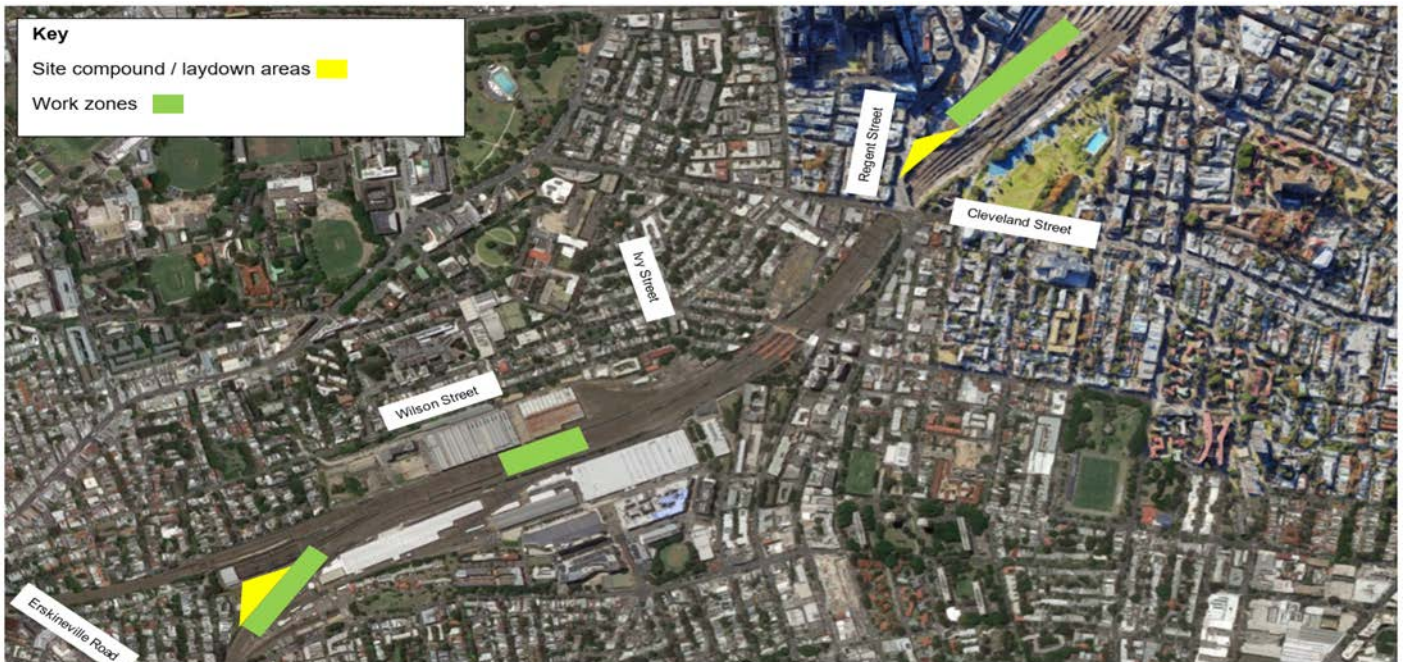 Key
Site compound / laydown areas
Work zones
Regent Street
Cleveland Street
Ivy Street
Wilson Street
Erskineville Road